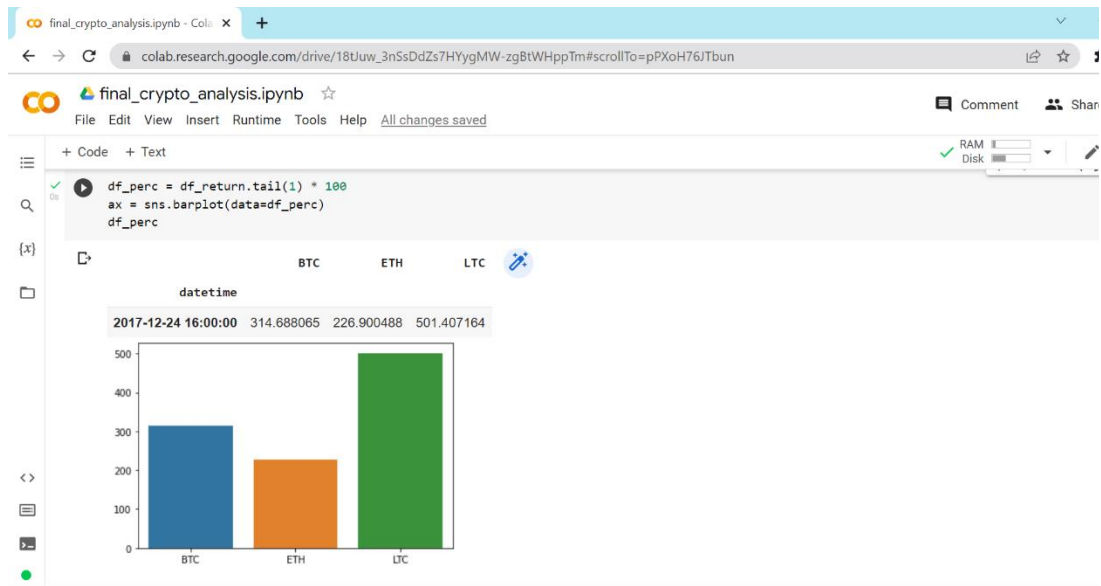 final_crypto_analysis.ipynb - Cola
colab.research.google.com/drive/18tJuw_3nSsDdZs7HYygMW-zgBtWHppTm#scrollTo=pPXoH76JTbun
final_crypto_analysis.ipynb
Comment
Share
File Edit View Insert Runtime Tools Help All changes saved
+ Code + Text
RAM
Disk
0s
df_perc = df_return.tail(1) * 100
ax = sns.barplot(data=df_perc)
df_perc
{x}
BTC ETH LTC
datetime
2017-12-24 16:00:00 314.688065 226.900488 501.407164
500
400
300
200
100
0
BTC ETH LTC